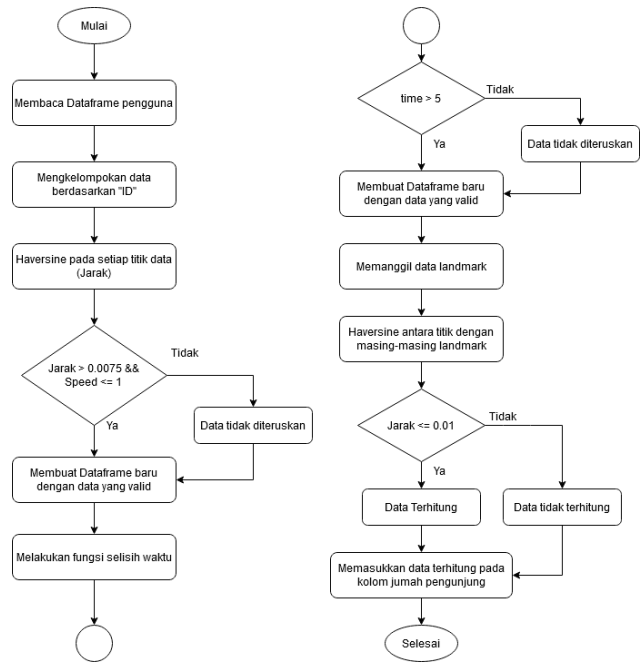 Mulai
Membaca Dataframe pengguna
Mengkelompokan data
berdasarkan "ID"
Haversine pada setiap titik data
(Jarak)
Jarak > 0.0075 &&
Speed <= 1
Tidak
Ya
Data tidak diteruskan
Membuat Dataframe baru
dengan data yang valid
Melakukan fungsi selisih waktu
time > 5
Tidak
Ya
Data tidak diteruskan
Membuat Dataframe baru
dengan data yang valid
Memanggil data landmark
Haversine antara titik dengan
masing-masing landmark
Jarak <= 0.01
Tidak
Ya
Data Terhitung
Data tidak terhitung
Memasukkan data terhitung pada
kolom jumah pengunjung
Selesai